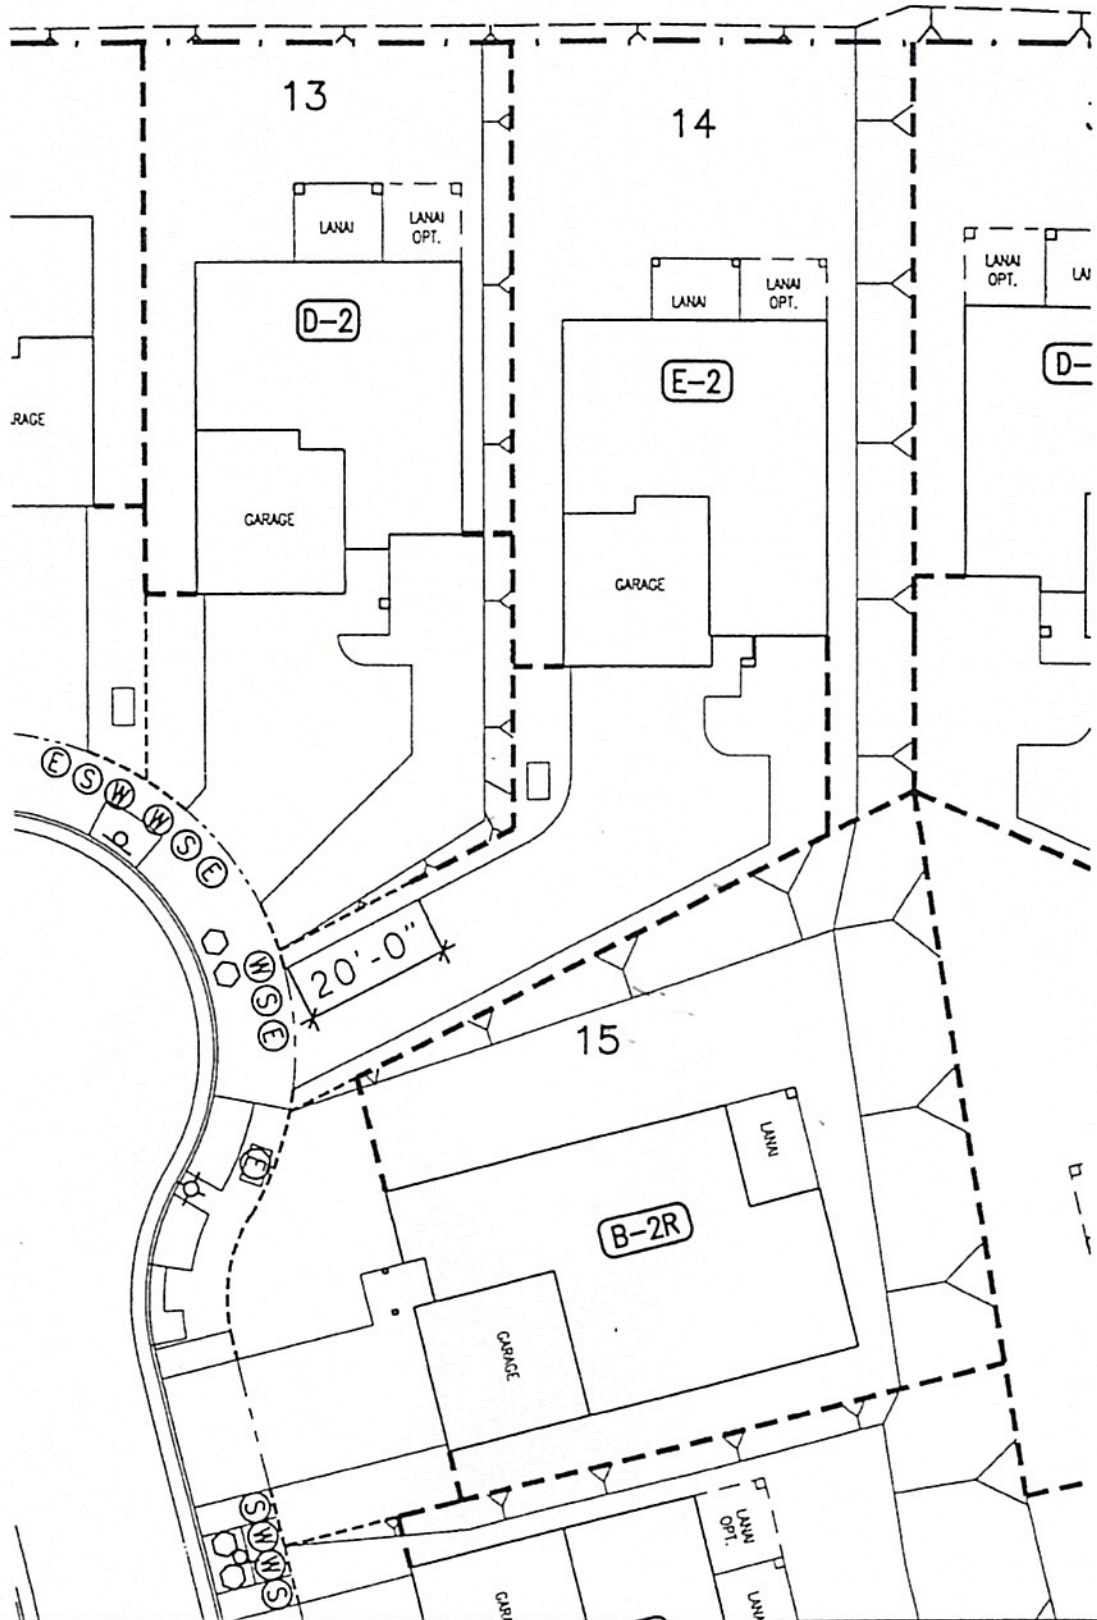 13
14
LANAI
LANAI
OPT.
LANAI
OPT.
LANAI
LANAI
OPT.
D-2
E-2
D-
RAGE
GARAGE
GARAGE
E S W W S E
W S E
20'-0"
15
LANAI
E
B-2R
GARAGE
S W W S
LANAI
OPT.